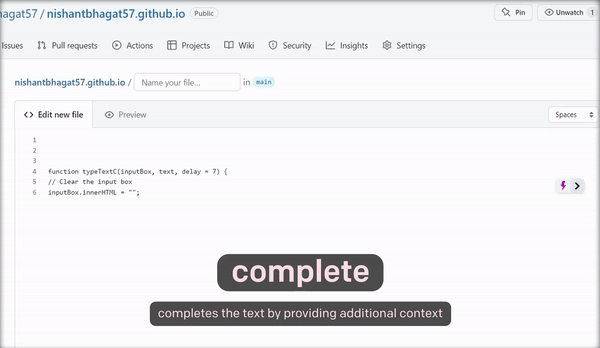 hagat57 / nishantbhagat57.github.io Public
Pin
Unwatch 1
Issues Pull requests Actions Projects Wiki Security Insights Settings
nishantbhagat57.github.io / Name your file... in main
Edit new file Preview
Spaces
1
2
3
4 function typeTextC(inputBox, text, delay = 7) {
5 // Clear the input box
6 inputBox.innerHTML = "";
complete
completes the text by providing additional context